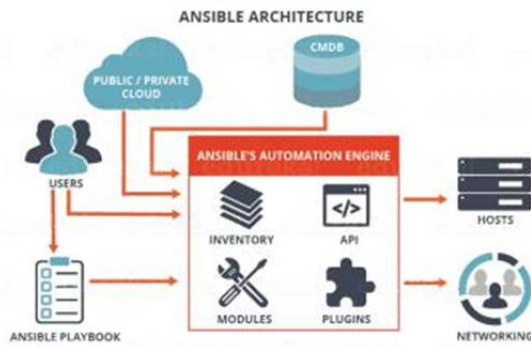 ANSIBLE ARCHITECTURE
CMDB
PUBLIC / PRIVATE
CLOUD
USERS
ANSIBLE'S AUTOMATION ENGINE
INVENTORY
API
HOSTS
MODULES
PLUGINS
ANSIBLE PLAYBOOK
NETWORKING